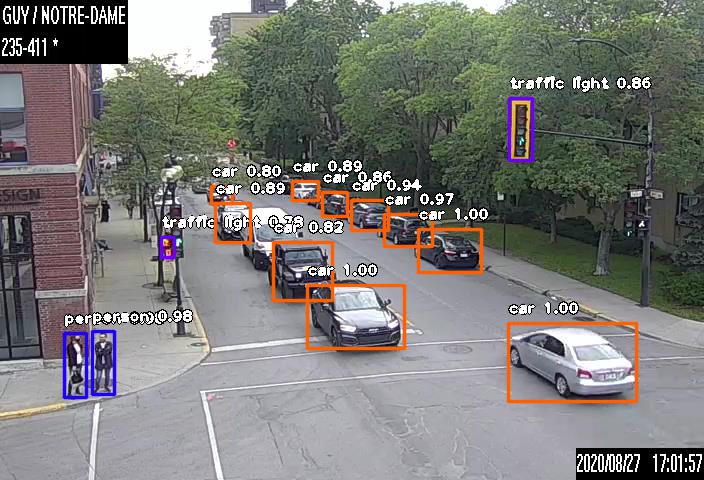 GUY / NOTRE-DAME
235-411 *
traffic light 0.86
car 0.80
car 0.89
car 0.89
car 0.94
car 0.97
car 1.00
traffic light 0.78
car 0.82
car 1.00
car 1.00
person 0.98
SIGN
2020/08/27 17:01:57